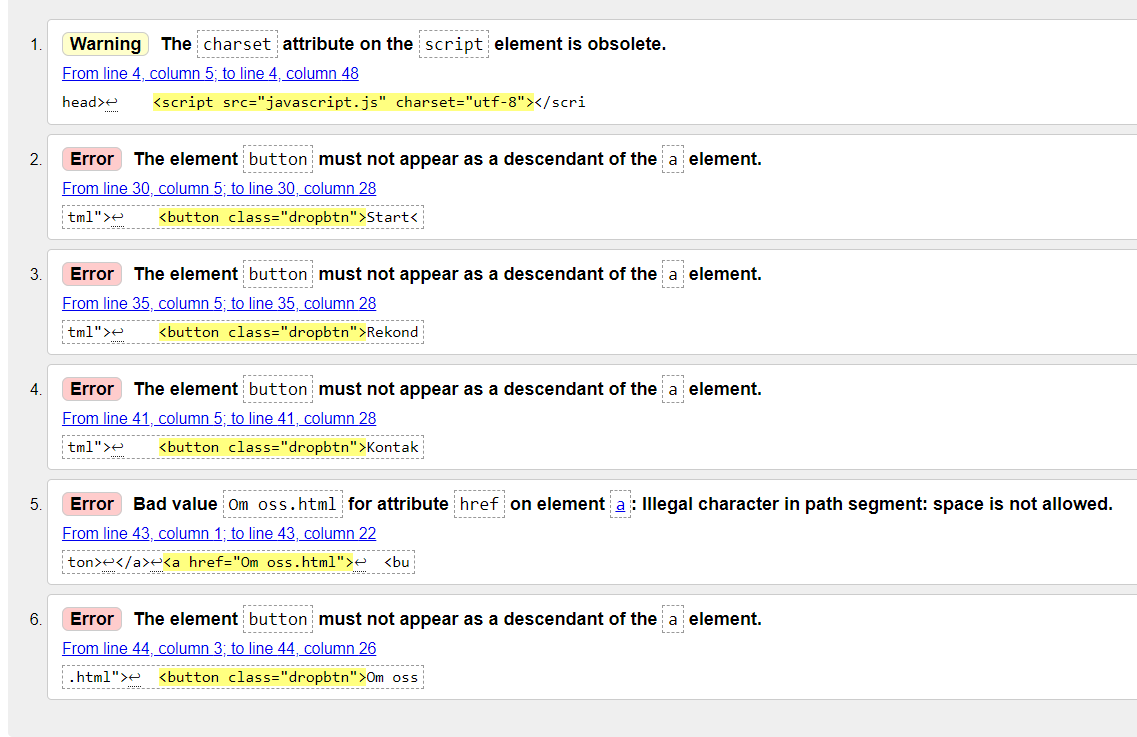 1. Warning The charset attribute on the script element is obsolete.
From line 4, column 5; to line 4, column 48
head>↩    <script src="javascript.js" charset="utf-8"></scri
2. Error The element button must not appear as a descendant of the a element.
From line 30, column 5; to line 30, column 28
tml">↩    <button class="dropbtn">Start<
3. Error The element button must not appear as a descendant of the a element.
From line 35, column 5; to line 35, column 28
tml">↩    <button class="dropbtn">Rekond
4. Error The element button must not appear as a descendant of the a element.
From line 41, column 5; to line 41, column 28
tml">↩    <button class="dropbtn">Kontak
5. Error Bad value Om oss.html for attribute href on element a: Illegal character in path segment: space is not allowed.
From line 43, column 1; to line 43, column 22
ton>↩</a>↩<a href="Om oss.html">↩  <bu
6. Error The element button must not appear as a descendant of the a element.
From line 44, column 3; to line 44, column 26
.html">↩  <button class="dropbtn">Om oss